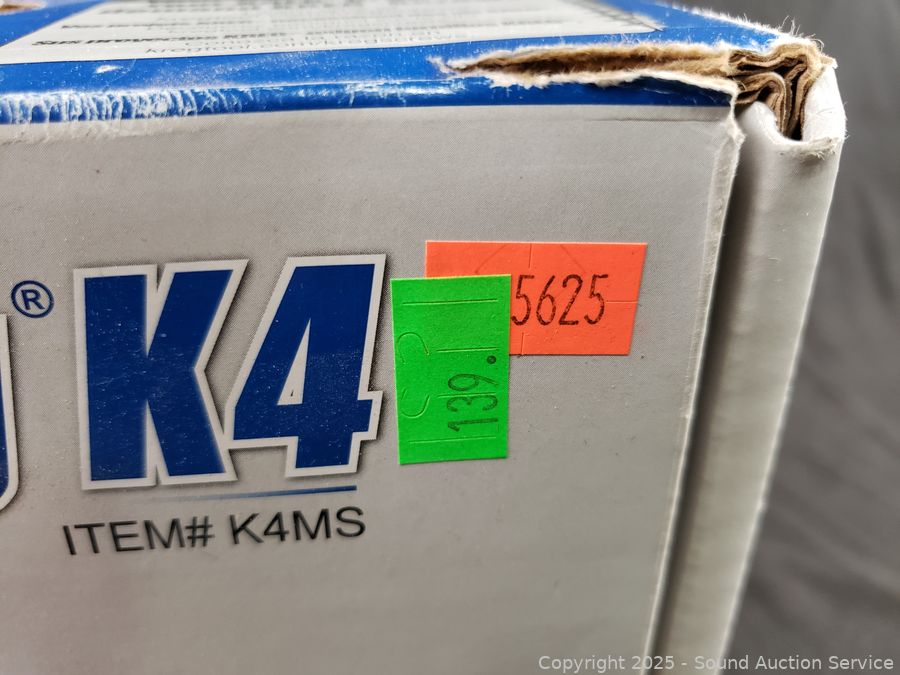 ® K4
5625
139.
ITEM# K4MS
Copyright 2025 - Sound Auction Service